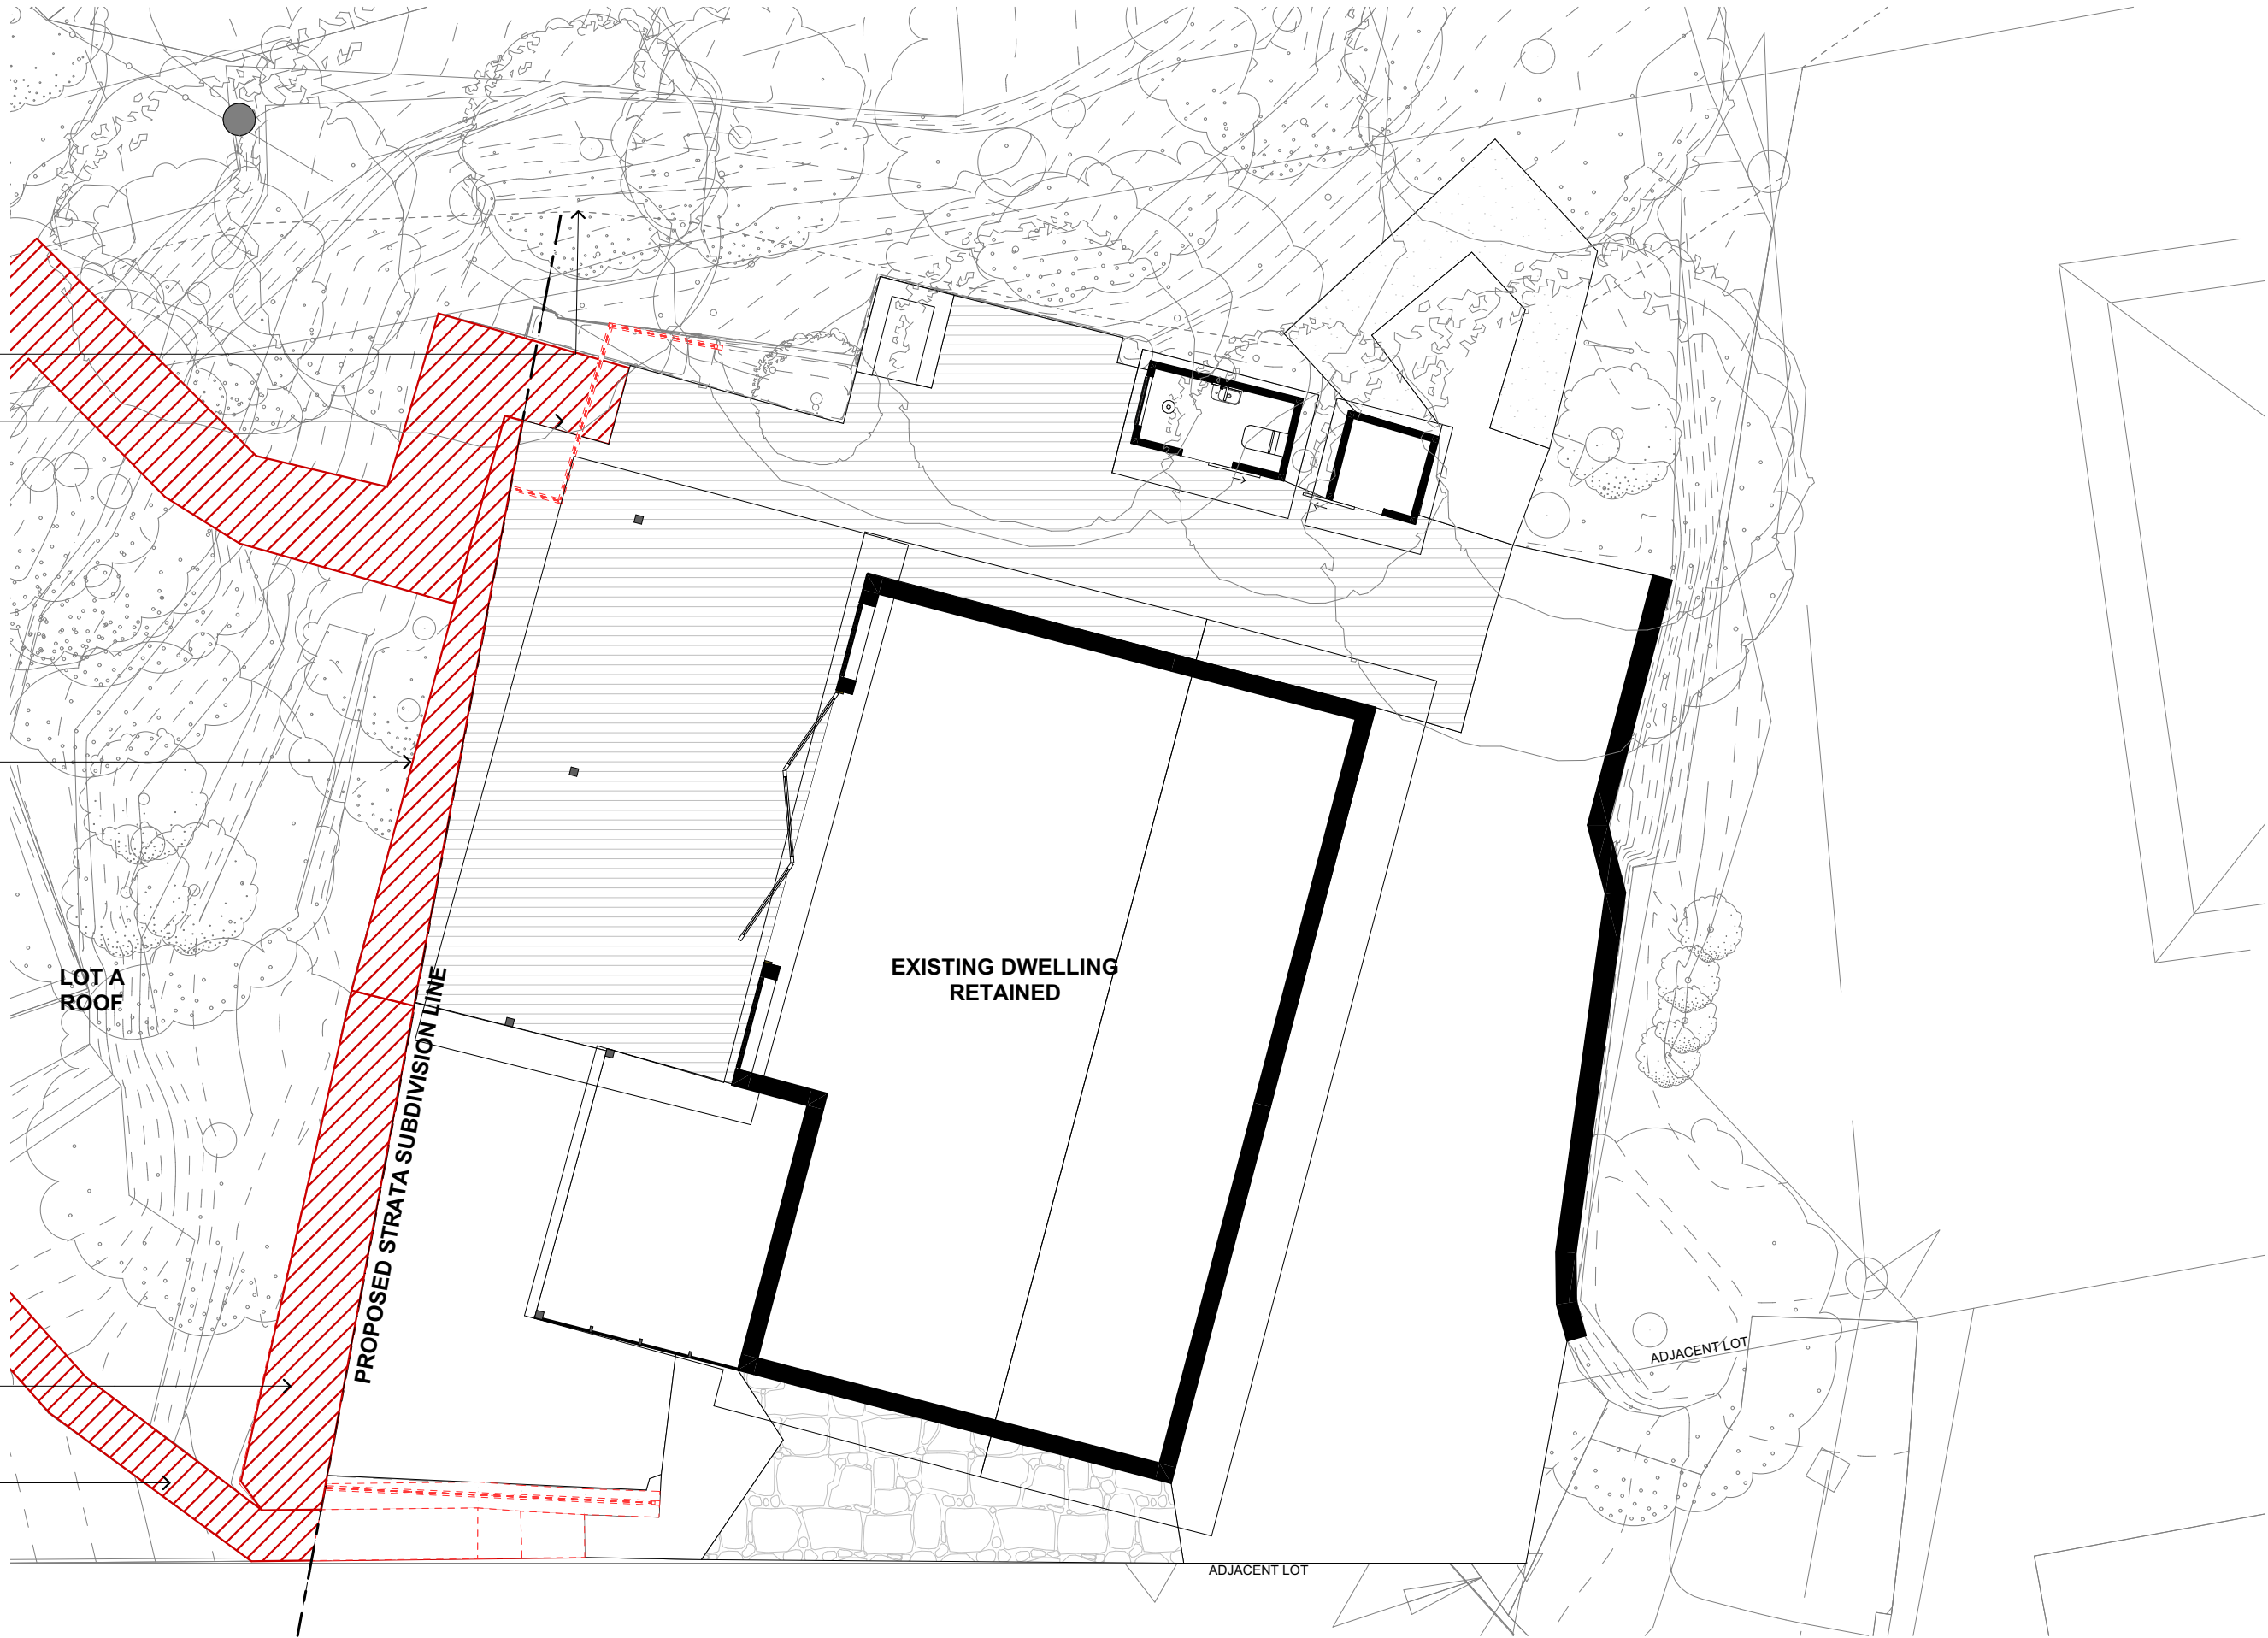 EXISTING DWELLING
RETAINED
LOT A
ROOF
PROPOSED STRATA SUBDIVISION LINE
ADJACENT LOT
ADJACENT LOT